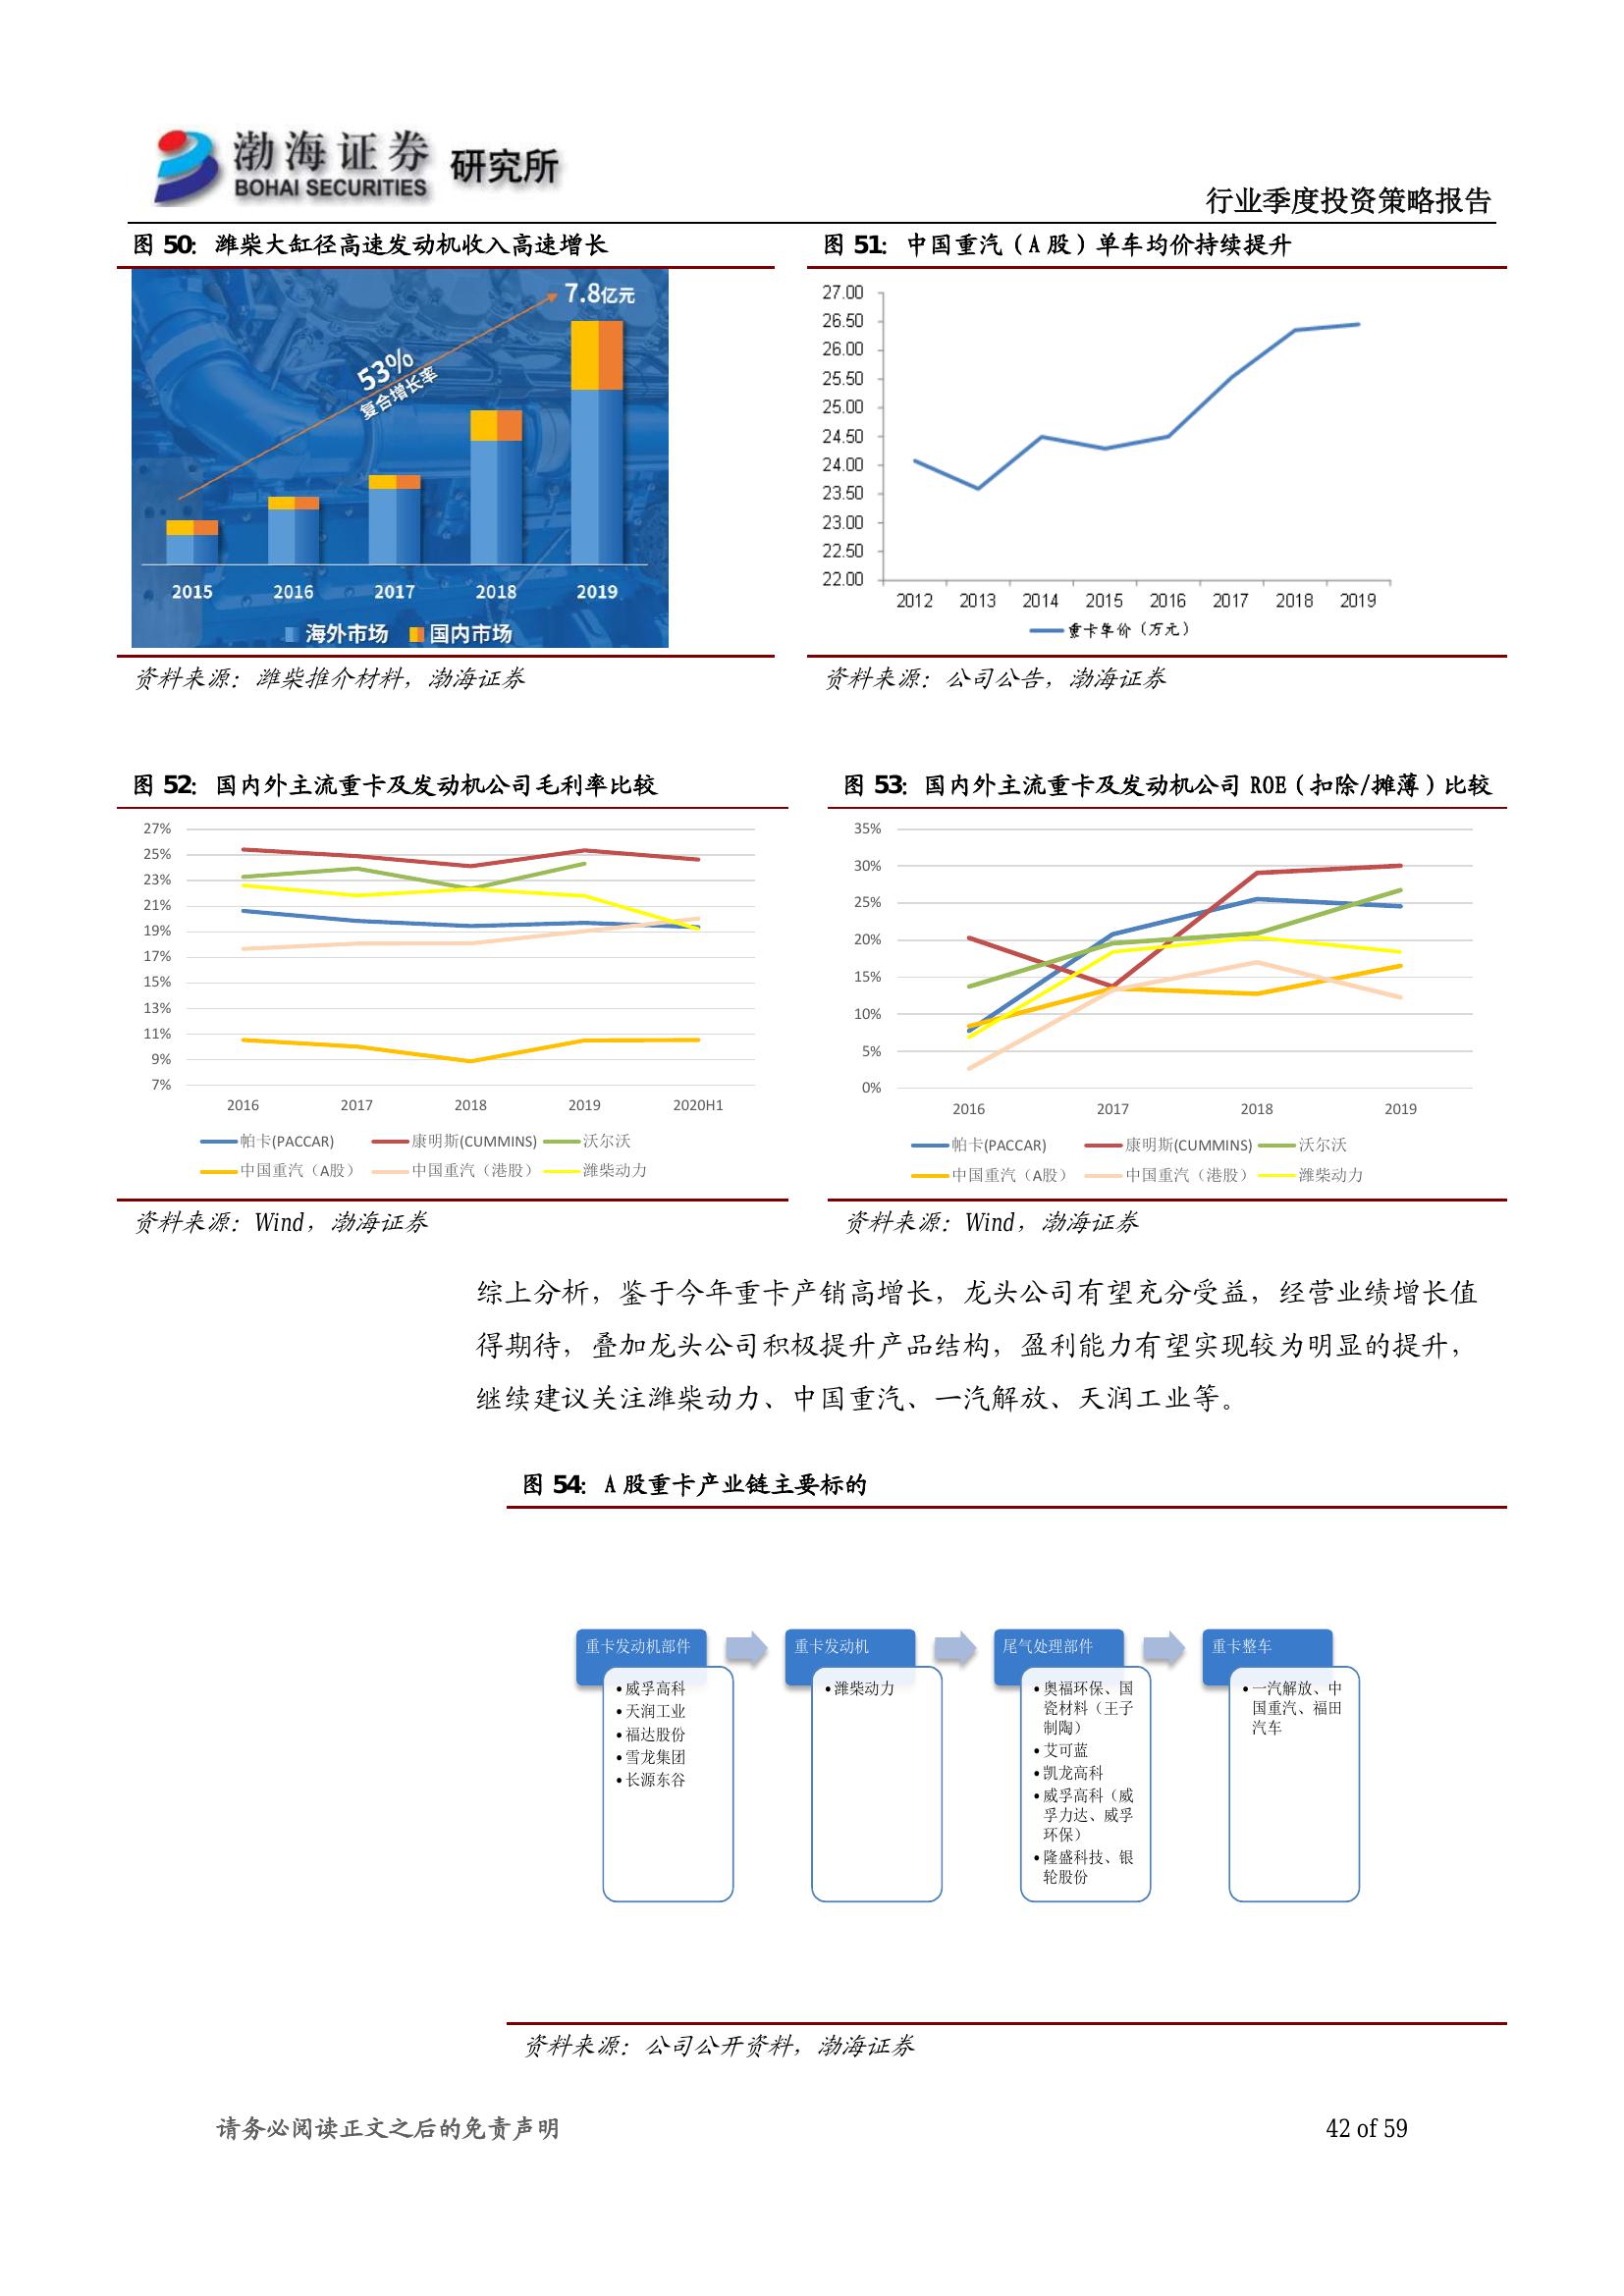 渤海证券 研究所
BOHAI SECURITIES
行业季度投资策略报告
图 50：潍柴大缸径高速发动机收入高速增长
7.8亿元
53%
复合增长率
2015 2016 2017 2018 2019
海外市场 国内市场
资料来源：潍柴推介材料，渤海证券
图 51：中国重汽（A 股）单车均价持续提升
27.00
26.50
26.00
25.50
25.00
24.50
24.00
23.50
23.00
22.50
22.00
2012 2013 2014 2015 2016 2017 2018 2019
重卡单价（万元）
资料来源：公司公告，渤海证券
图 52：国内外主流重卡及发动机公司毛利率比较
27%
25%
23%
21%
19%
17%
15%
13%
11%
9%
7%
2016 2017 2018 2019 2020H1
帕卡(PACCAR) 康明斯(CUMMINS) 沃尔沃
中国重汽（A股） 中国重汽（港股） 潍柴动力
资料来源：Wind，渤海证券
图 53：国内外主流重卡及发动机公司 ROE（扣除/摊薄）比较
35%
30%
25%
20%
15%
10%
5%
0%
2016 2017 2018 2019
帕卡(PACCAR) 康明斯(CUMMINS) 沃尔沃
中国重汽（A股） 中国重汽（港股） 潍柴动力
资料来源：Wind，渤海证券
综上分析，鉴于今年重卡产销高增长，龙头公司有望充分受益，经营业绩增长值
得期待，叠加龙头公司积极提升产品结构，盈利能力有望实现较为明显的提升，
继续建议关注潍柴动力、中国重汽、一汽解放、天润工业等。
图 54：A 股重卡产业链主要标的
重卡发动机部件
•威孚高科
•天润工业
•福达股份
•雪龙集团
•长源东谷
重卡发动机
•潍柴动力
尾气处理部件
•奥福环保、国
瓷材料（王子
制陶）
•艾可蓝
•凯龙高科
•威孚高科（威
孚力达、威孚
环保）
•隆盛科技、银
轮股份
重卡整车
•一汽解放、中
国重汽、福田
汽车
资料来源：公司公开资料，渤海证券
请务必阅读正文之后的免责声明
42 of 59